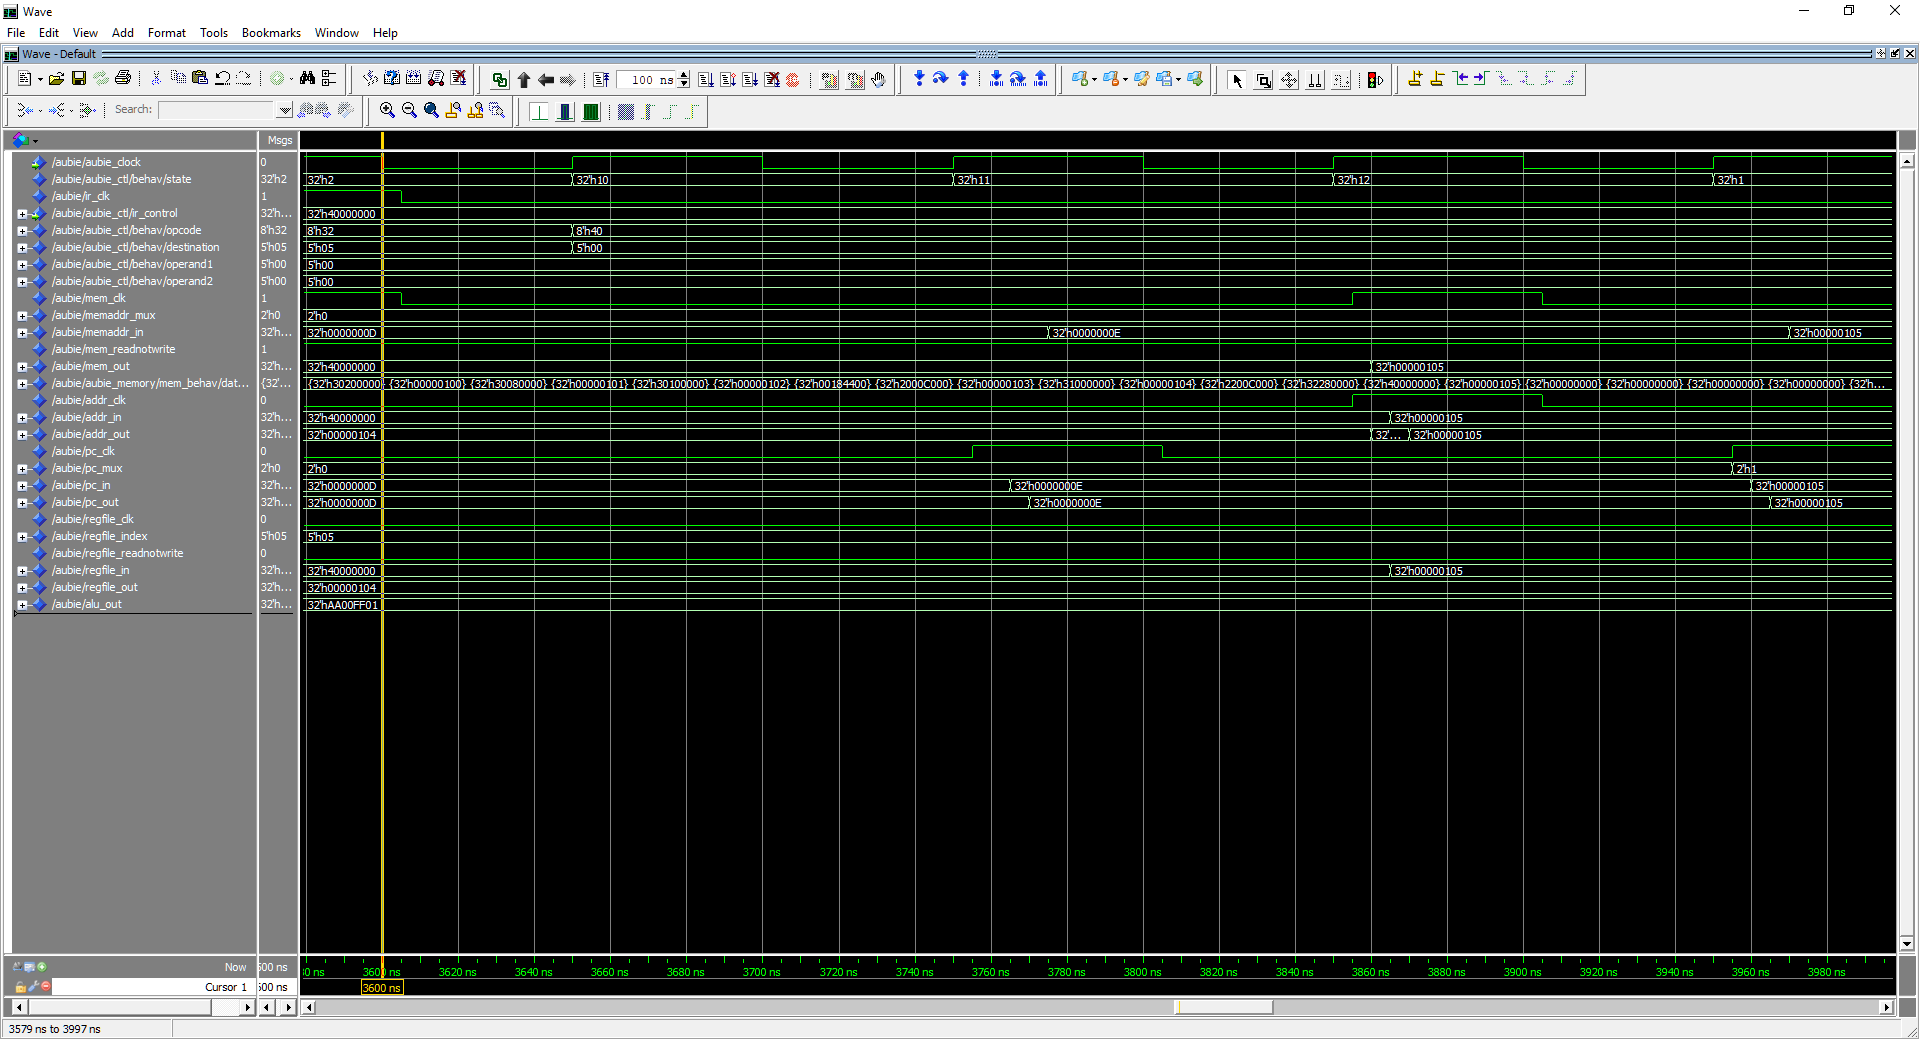 Wave
File Edit View Add Format Tools Bookmarks Window Help
Wave - Default
100 ns
Search:
Msgs
/aubie/aubie_clock 0
/aubie/aubie_ctl/behav/state 32'h2 32'h2 32'h10 32'h11 32'h12 32'h1
/aubie/ir_clk 1
/aubie/aubie_ctl/ir_control 32'h... 32'h40000000
/aubie/aubie_ctl/behav/opcode 8'h32 8'h32 8'h40
/aubie/aubie_ctl/behav/destination 5'h05 5'h05 5'h00
/aubie/aubie_ctl/behav/operand1 5'h00 5'h00
/aubie/aubie_ctl/behav/operand2 5'h00 5'h00
/aubie/mem_clk 1
/aubie/memaddr_mux 2'h0 2'h0
/aubie/memaddr_in 32'h... 32'h0000000D 32'h0000000E 32'h00000105
/aubie/mem_readnotwrite 1
/aubie/mem_out 32'h... 32'h40000000 32'h00000105
/aubie/aubie_memory/mem_behav/dat... {32'... {32'h30200000} {32'h00000100} {32'h30080000} {32'h00000101} {32'h30100000} {32'h00000102} {32'h00184400} {32'h2000C000} {32'h00000103} {32'h31000000} {32'h00000104} {32'h2200C000} {32'h32280000} {32'h40000000} {32'h00000105} {32'h00000000} {32'h00000000} {32'h00000000} {32'h00000000} {32'h...
/aubie/addr_clk 0
/aubie/addr_in 32'h... 32'h40000000 32'h00000105
/aubie/addr_out 32'h... 32'h00000104 32'... 32'h00000105
/aubie/pc_clk 0
/aubie/pc_mux 2'h0 2'h0 2'h1
/aubie/pc_in 32'h... 32'h0000000D 32'h0000000E 32'h00000105
/aubie/pc_out 32'h... 32'h0000000D 32'h0000000E 32'h00000105
/aubie/regfile_clk 0
/aubie/regfile_index 5'h05 5'h05
/aubie/regfile_readnotwrite 0
/aubie/regfile_in 32'h... 32'h40000000 32'h00000105
/aubie/regfile_out 32'h... 32'h00000104
/aubie/alu_out 32'h... 32'hAA00FF01
Now 500 ns 30 ns 3600 ns 3620 ns 3640 ns 3660 ns 3680 ns 3700 ns 3720 ns 3740 ns 3760 ns 3780 ns 3800 ns 3820 ns 3840 ns 3860 ns 3880 ns 3900 ns 3920 ns 3940 ns 3960 ns 3980 ns
Cursor 1 500 ns 3600 ns
3579 ns to 3997 ns